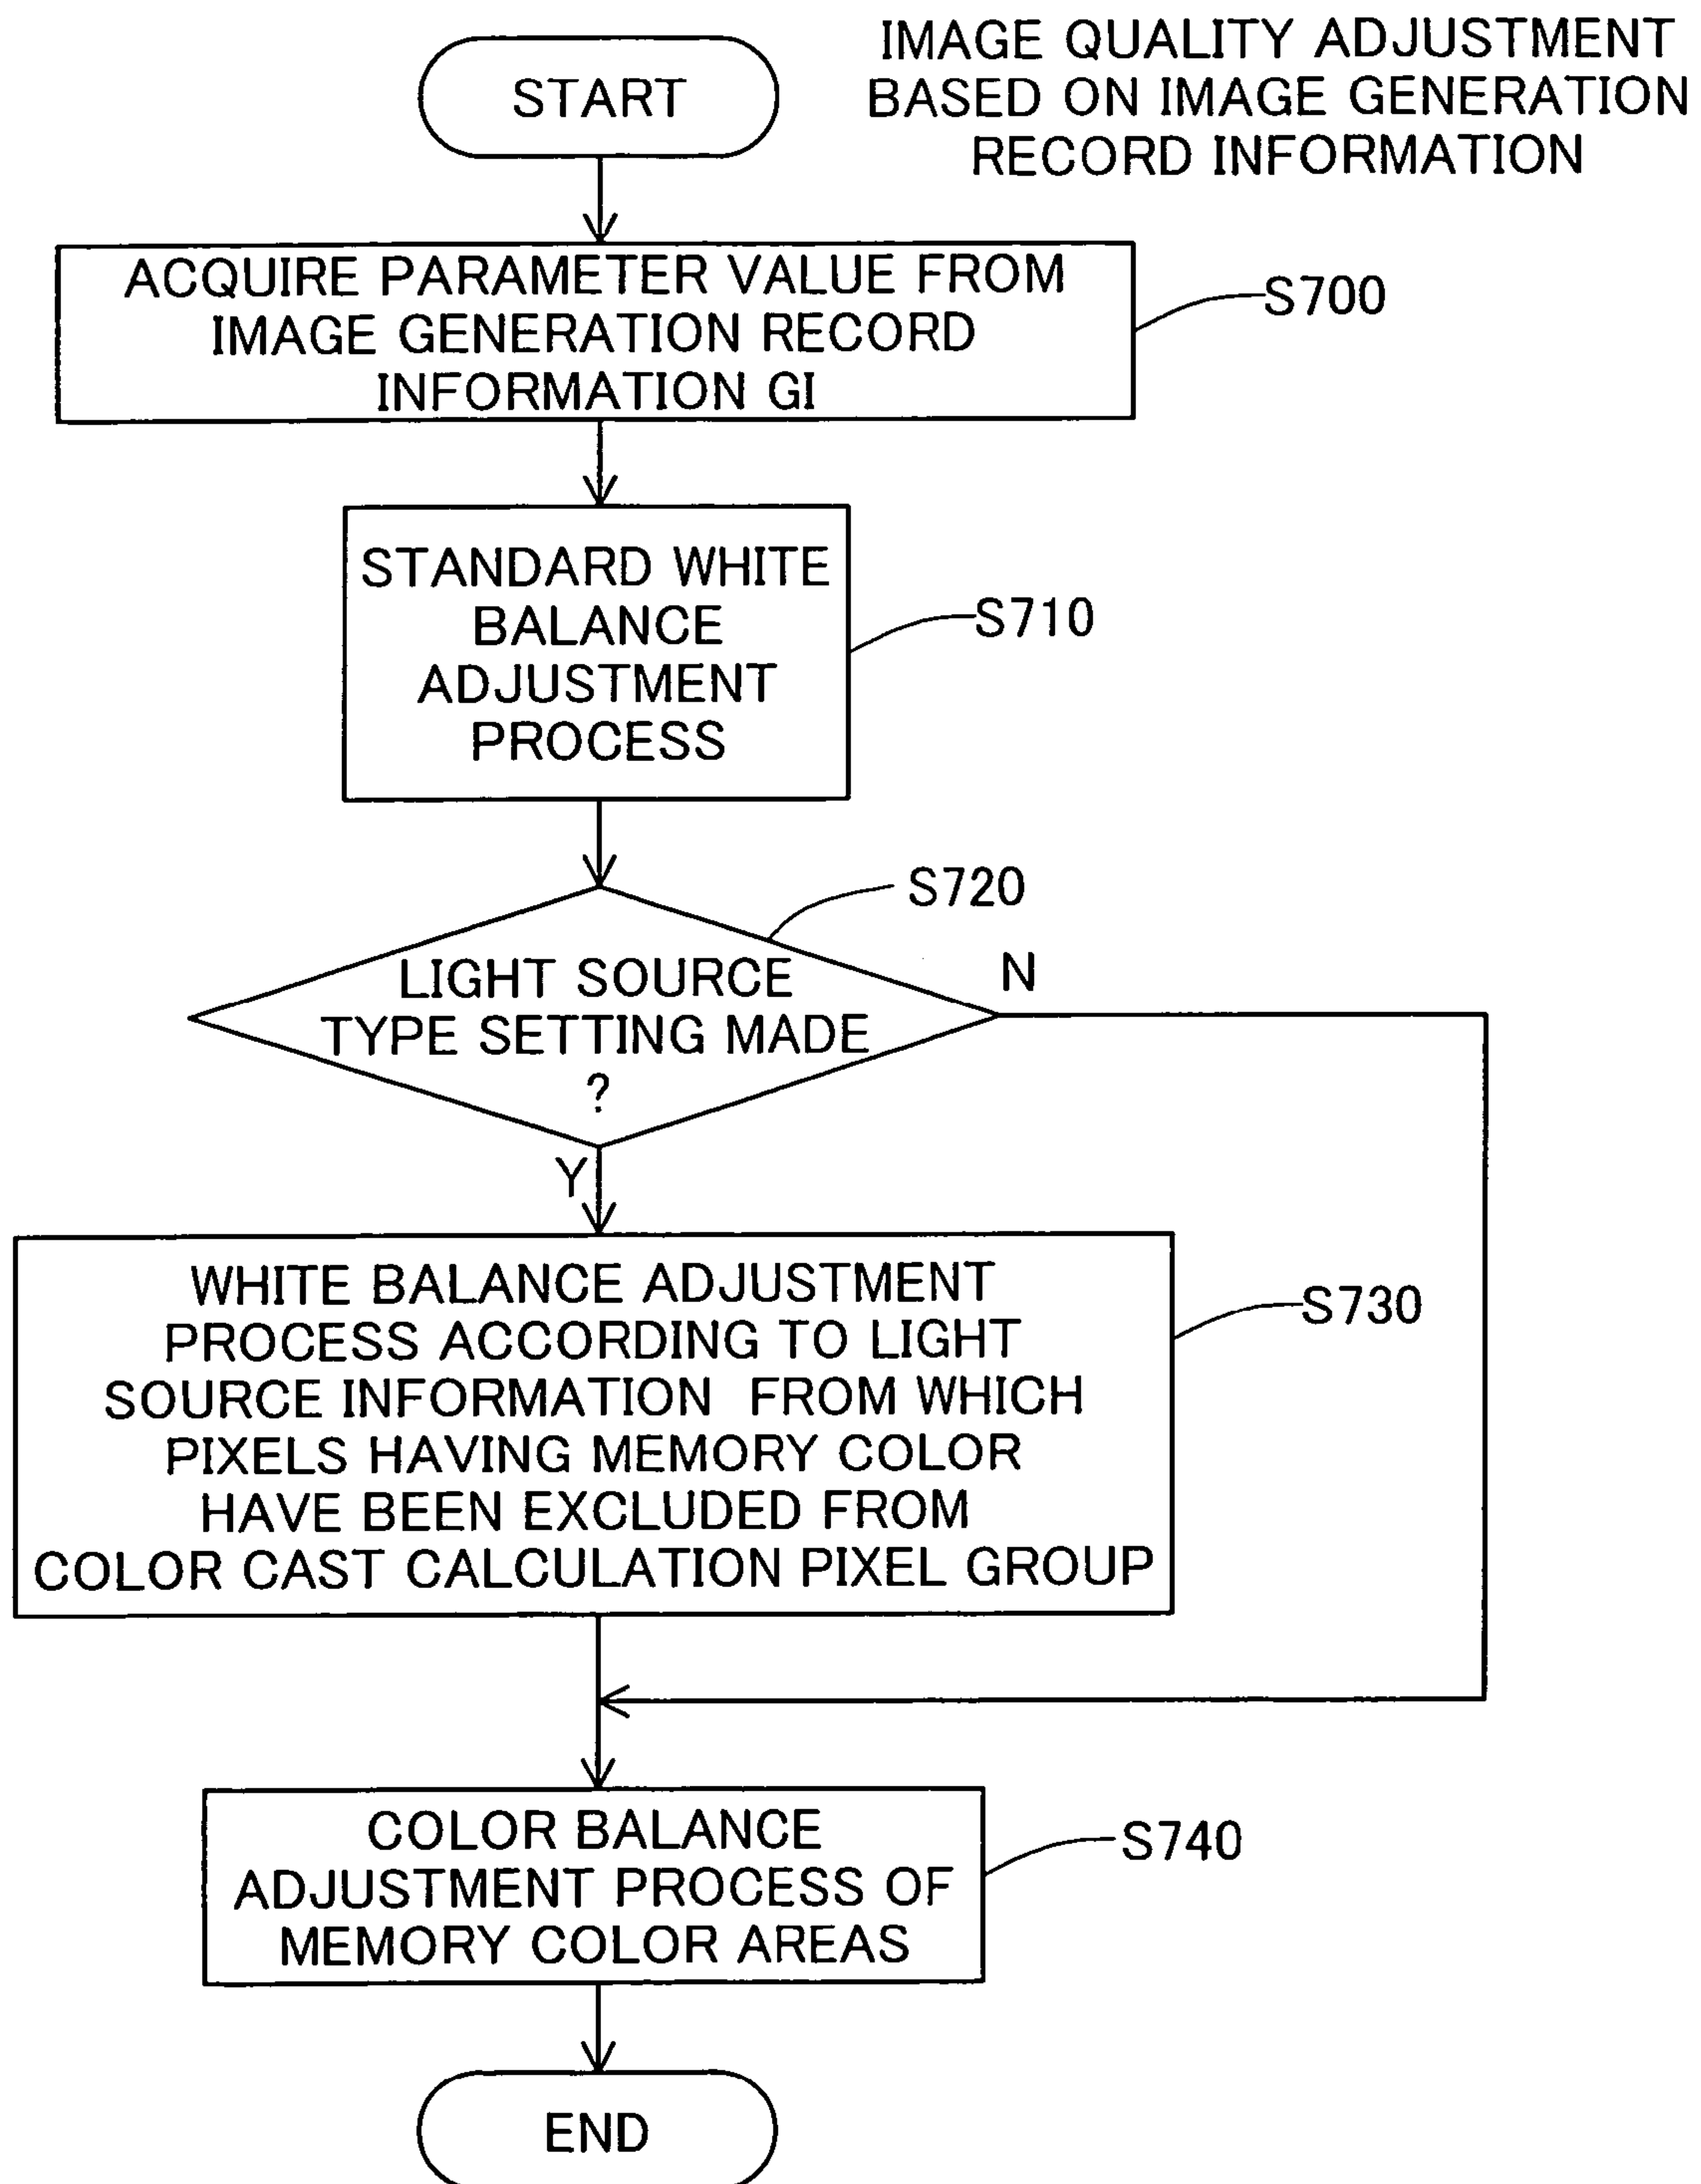 IMAGE QUALITY ADJUSTMENT
BASED ON IMAGE GENERATION
RECORD INFORMATION
START
ACQUIRE PARAMETER VALUE FROM
IMAGE GENERATION RECORD
INFORMATION GI
S700
STANDARD WHITE
BALANCE
ADJUSTMENT
PROCESS
S710
S720
LIGHT SOURCE
TYPE SETTING MADE
?
N
Y
WHITE BALANCE ADJUSTMENT
PROCESS ACCORDING TO LIGHT
SOURCE INFORMATION FROM WHICH
PIXELS HAVING MEMORY COLOR
HAVE BEEN EXCLUDED FROM
COLOR CAST CALCULATION PIXEL GROUP
S730
COLOR BALANCE
ADJUSTMENT PROCESS OF
MEMORY COLOR AREAS
S740
END